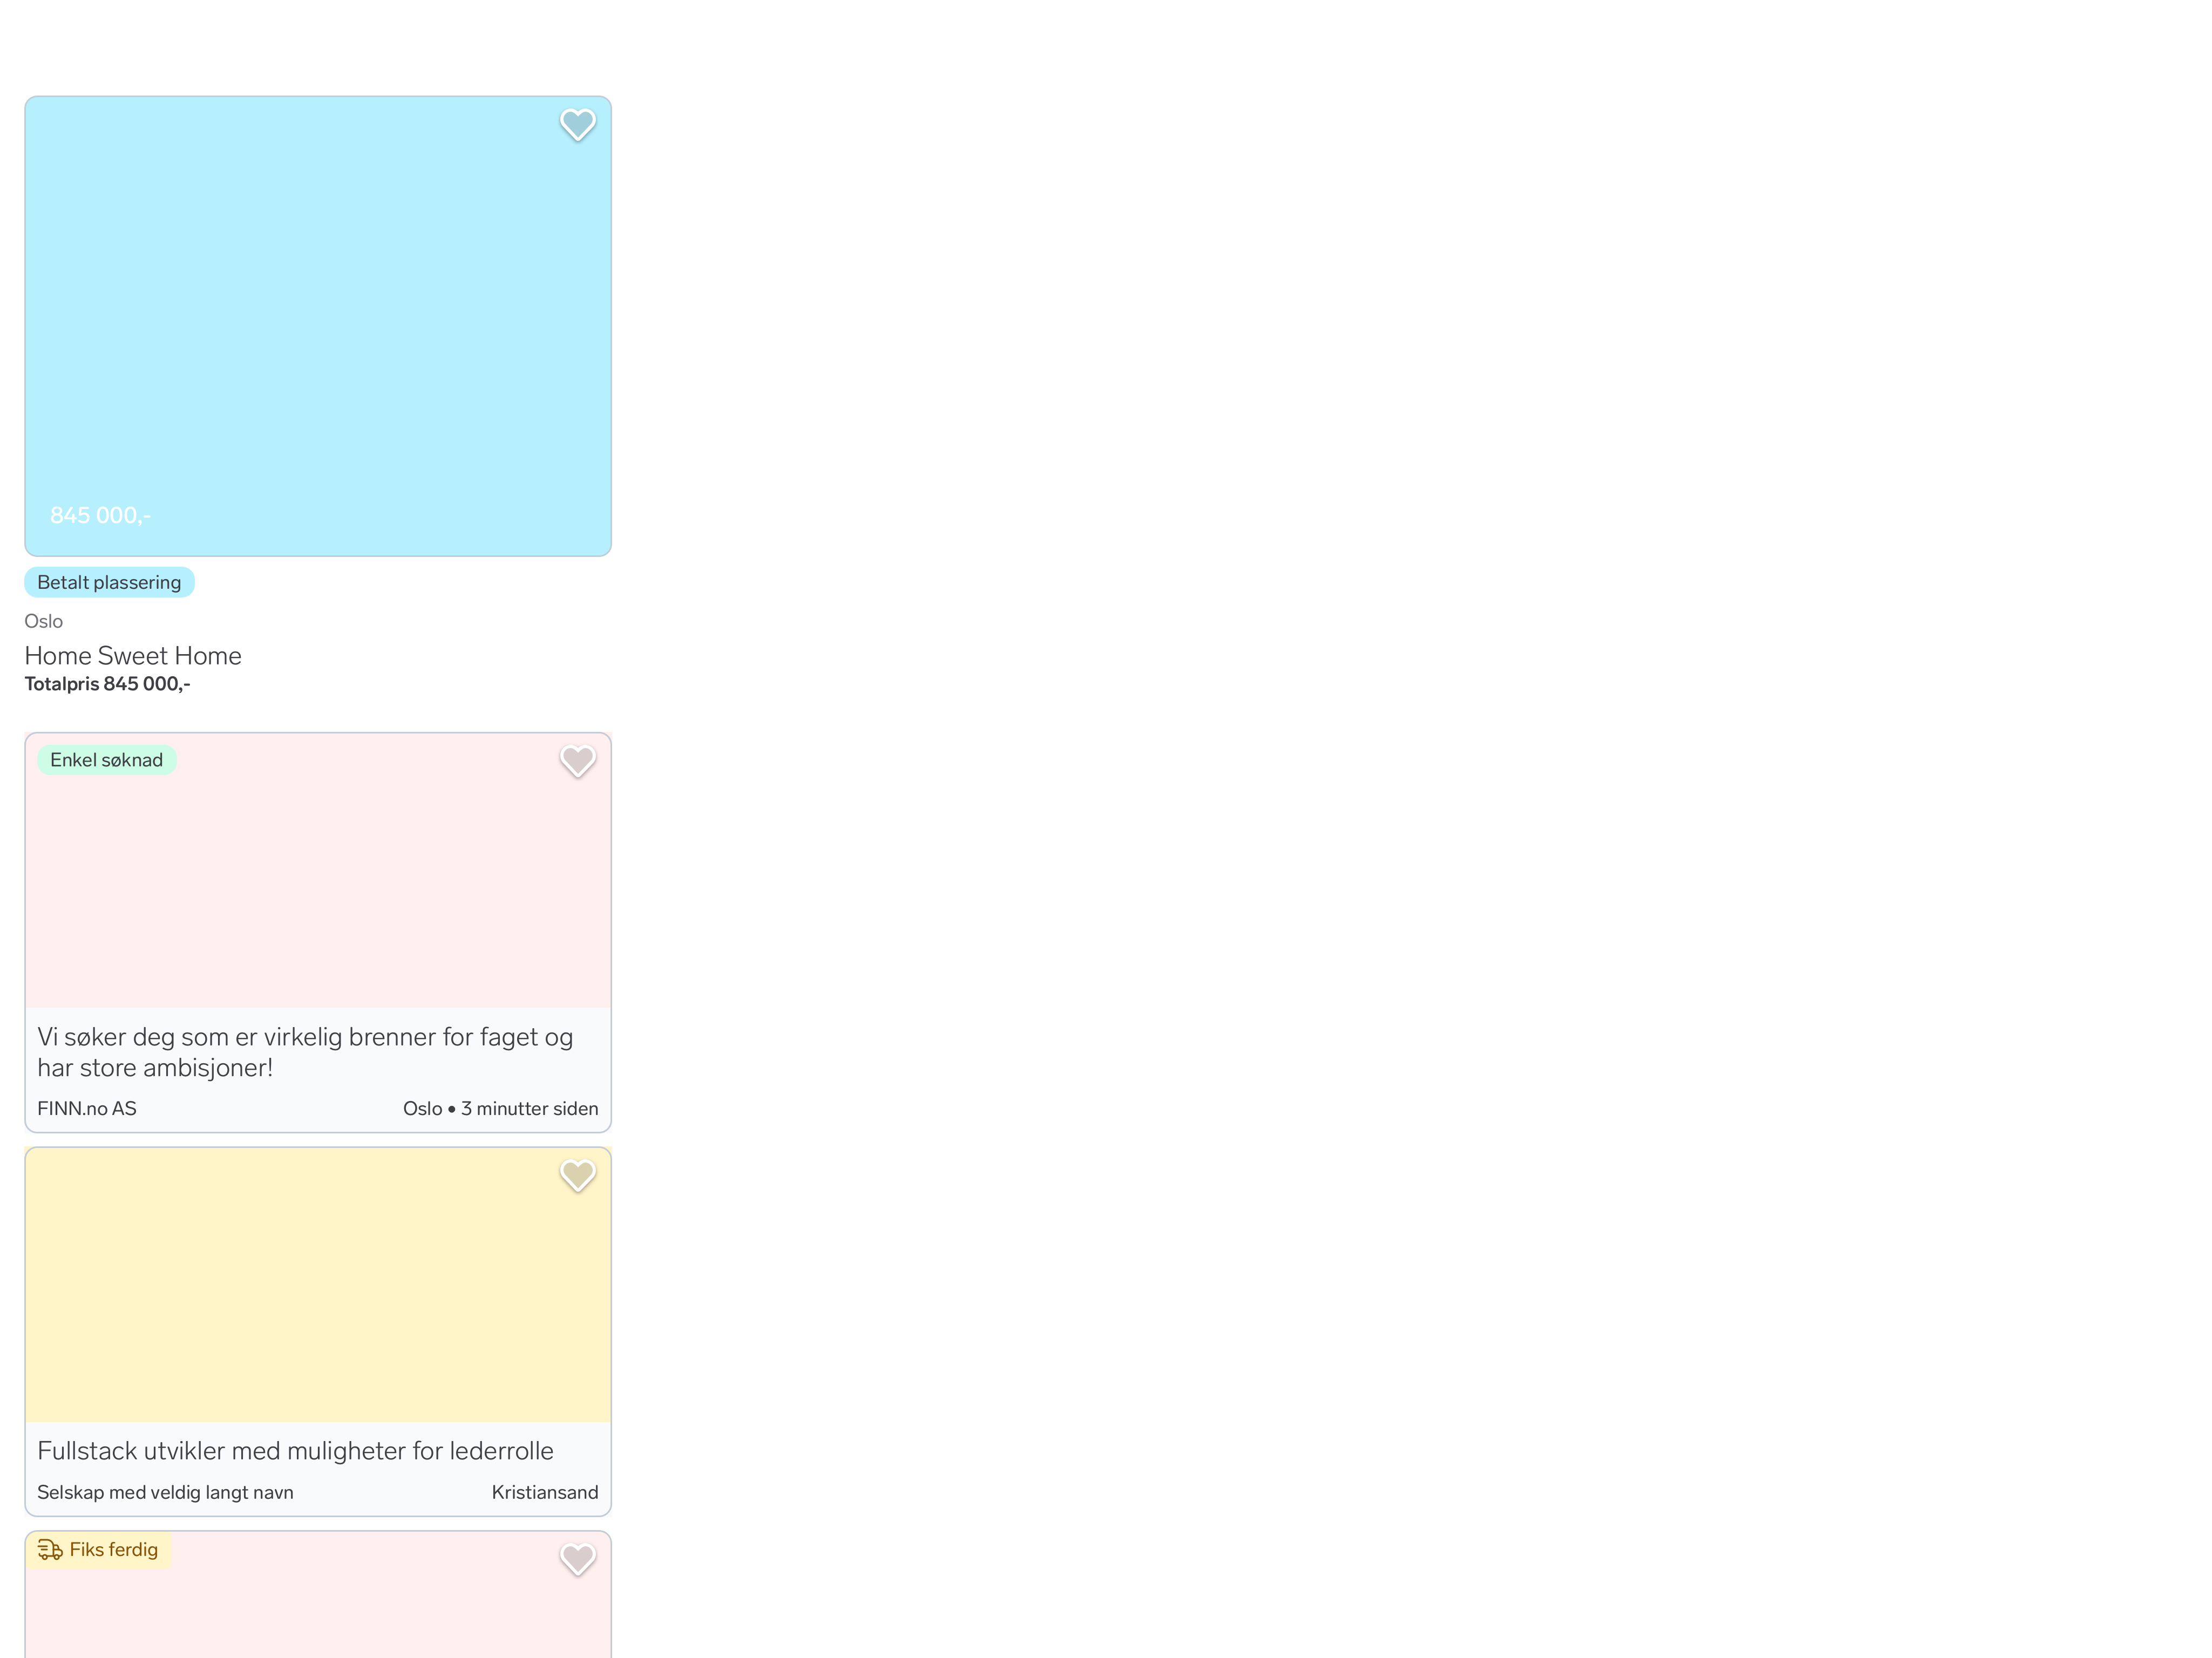 845 000,-
Betalt plassering
Oslo
Home Sweet Home
Totalpris 845 000,-
Enkel søknad
Vi søker deg som er virkelig brenner for faget og
har store ambisjoner!
FINN.no AS Oslo • 3 minutter siden
Fullstack utvikler med muligheter for lederrolle
Selskap med veldig langt navn Kristiansand
Fiks ferdig